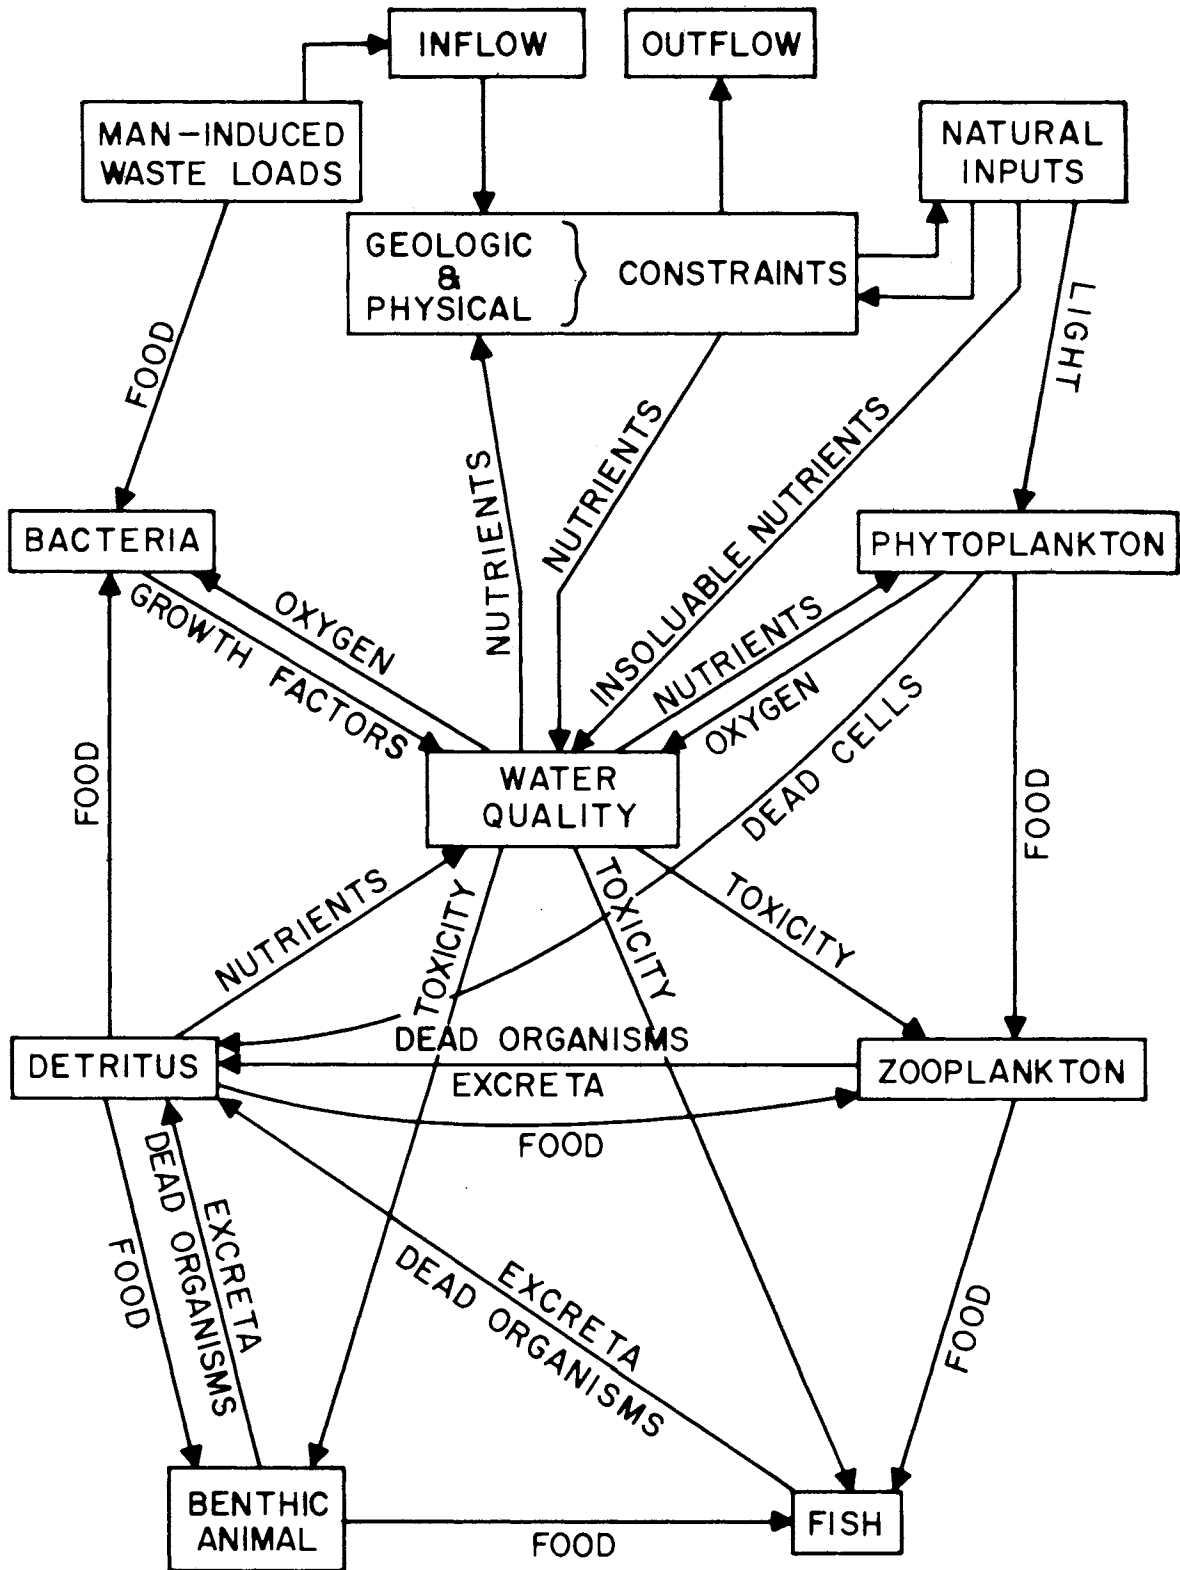 INFLOW
OUTFLOW
MAN-INDUCED
WASTE LOADS
NATURAL
INPUTS
GEOLOGIC
&
PHYSICAL
CONSTRAINTS
LIGHT
FOOD
NUTRIENTS
NUTRIENTS
INSOLUABLE NUTRIENTS
BACTERIA
PHYTOPLANKTON
OXYGEN
GROWTH FACTORS
NUTRIENTS
OXYGEN
DEAD CELLS
FOOD
FOOD
WATER
QUALITY
NUTRIENTS
TOXICITY
TOXICITY
TOXICITY
DETRITUS
DEAD ORGANISMS
EXCRETA
ZOOPLANKTON
FOOD
FOOD
DEAD ORGANISMS
EXCRETA
EXCRETA
DEAD ORGANISMS
FOOD
BENTHIC
ANIMAL
FOOD
FISH